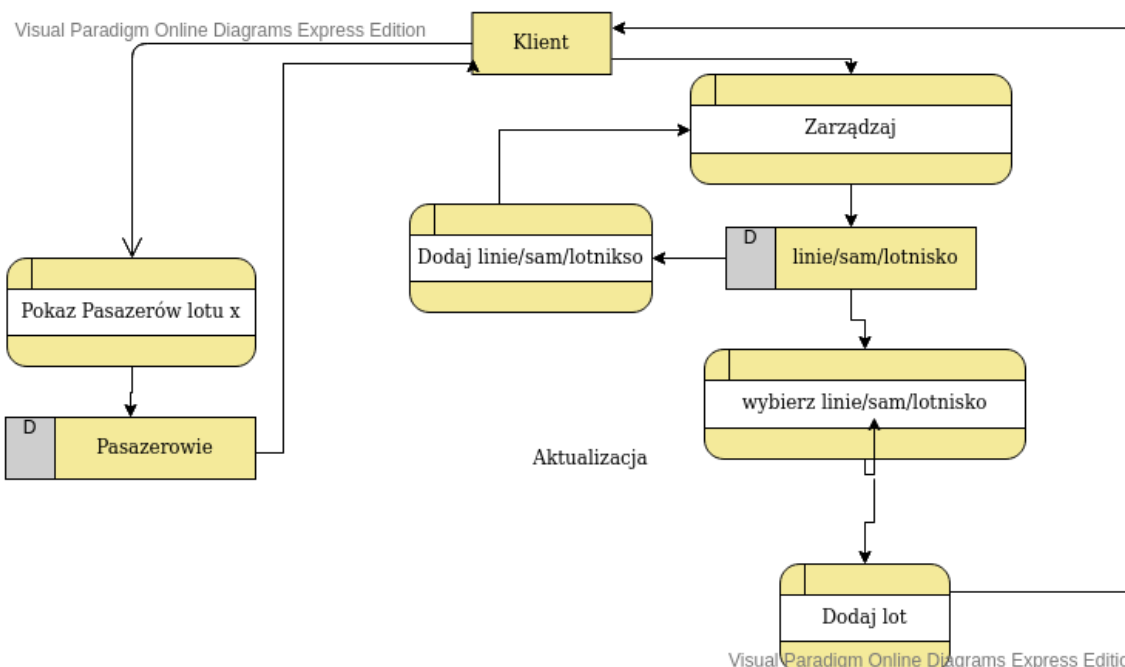 Visual Paradigm Online Diagrams Express Edition
Klient
Zarządzaj
D
linie/sam/lotnisko
Dodaj linie/sam/lotnikso
Pokaz Pasazerów lotu x
wybierz linie/sam/lotnisko
D
Pasazerowie
Aktualizacja
Dodaj lot
Visual Paradigm Online Diagrams Express Editio